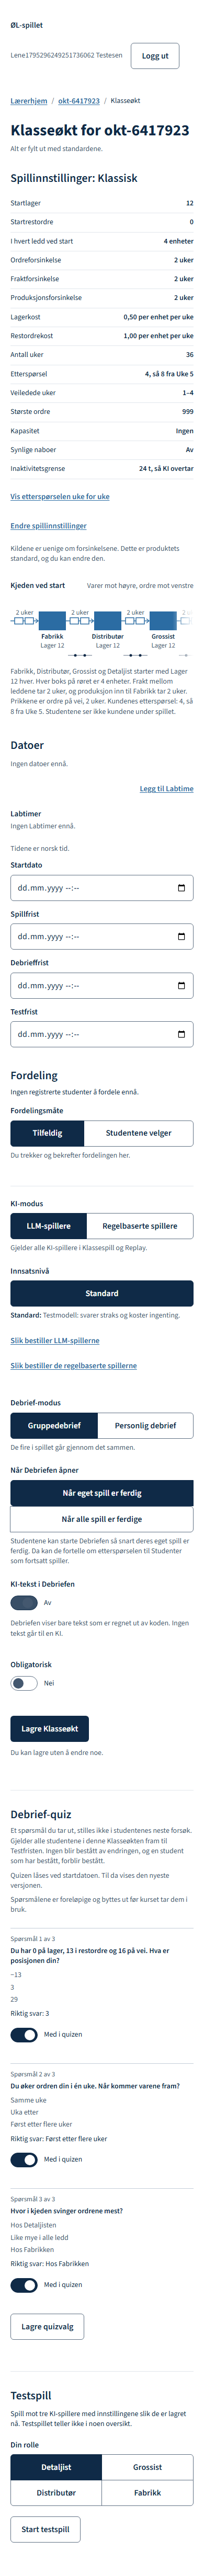 ØL-spillet
Lene1795296249251736062 Testesen
Logg ut
Lærerhjem / okt-6417923 / Klasseøkt
Klasseøkt for okt-6417923
Alt er fylt ut med standardene.
Spillinnstillinger: Klassisk
Startlager 12
Startrestordre 0
I hvert ledd ved start 4 enheter
Ordreforsinkelse 2 uker
Fraktforsinkelse 2 uker
Produksjonsforsinkelse 2 uker
Lagerkost 0,50 per enhet per uke
Restordrekost 1,00 per enhet per uke
Antall uker 36
Etterspørsel 4, så 8 fra Uke 5
Veiledede uker 1–4
Største ordre 999
Kapasitet Ingen
Synlige naboer Av
Inaktivitetsgrense 24 t, så KI overtar
Vis etterspørselen uke for uke
Endre spillinnstillinger
Kildene er uenige om forsinkelsene. Dette er produktets
standard, og du kan endre den.
Kjeden ved start
Varer mot høyre, ordre mot venstre
2 uker 2 uker 2 uker
Fabrikk Distributør Grossist
Lager 12 Lager 12 Lager 12
Fabrikk, Distributør, Grossist og Detaljist starter med Lager
12 hver. Hver boks på røret er 4 enheter. Frakt mellom
leddene tar 2 uker, og produksjon inn til Fabrikk tar 2 uker.
Prikkene er ordre på vei, 2 uker. Kundenes etterspørsel: 4, så
8 fra Uke 5. Studentene ser ikke kundene under spillet.
Datoer
Ingen datoer ennå.
Legg til Labtime
Labtimer
Ingen Labtimer ennå.
Tidene er norsk tid.
Startdato
dd.mm.yyyy --:--
Spillfrist
dd.mm.yyyy --:--
Debrieffrist
dd.mm.yyyy --:--
Testfrist
dd.mm.yyyy --:--
Fordeling
Ingen registrerte studenter å fordele ennå.
Fordelingsmåte
Tilfeldig
Studentene velger
Du trekker og bekrefter fordelingen her.
KI-modus
LLM-spillere
Regelbaserte spillere
Gjelder alle KI-spillere i Klassespill og Replay.
Innsatsnivå
Standard
Standard: Testmodell: svarer straks og koster ingenting.
Slik bestiller LLM-spillerne
Slik bestiller de regelbaserte spillerne
Debrief-modus
Gruppedebrief
Personlig debrief
De fire i spillet går gjennom det sammen.
Når Debriefen åpner
Når eget spill er ferdig
Når alle spill er ferdige
Studentene kan starte Debriefen så snart deres eget spill er
ferdig. Da kan de fortelle om etterspørselen til Studenter
som fortsatt spiller.
KI-tekst i Debriefen
Av
Debriefen viser bare tekst som er regnet ut av koden. Ingen
tekst går til en KI.
Obligatorisk
Nei
Lagre Klasseøkt
Du kan lagre uten å endre noe.
Debrief-quiz
Et spørsmål du tar ut, stilles ikke i studentenes neste forsøk.
Gjelder alle studentene i denne Klasseøkten fram til
Testfristen. Ingen blir bestått av endringen, og en student
som har bestått, forblir bestått.
Quizen låses ved startdatoen. Til da vises den nyeste
versjonen.
Spørsmålene er foreløpige og byttes ut før kurset tar dem i
bruk.
Spørsmål 1 av 3
Du har 0 på lager, 13 i restordre og 16 på vei. Hva er
posisjonen din?
−13
3
29
Riktig svar: 3
Med i quizen
Spørsmål 2 av 3
Du øker ordren din i én uke. Når kommer varene fram?
Samme uke
Uka etter
Først etter flere uker
Riktig svar: Først etter flere uker
Med i quizen
Spørsmål 3 av 3
Hvor i kjeden svinger ordrene mest?
Hos Detaljisten
Like mye i alle ledd
Hos Fabrikken
Riktig svar: Hos Fabrikken
Med i quizen
Lagre quizvalg
Testspill
Spill mot tre KI-spillere med innstillingene slik de er lagret
nå. Testspillet teller ikke i noen oversikt.
Din rolle
Detaljist
Grossist
Distributør
Fabrikk
Start testspill